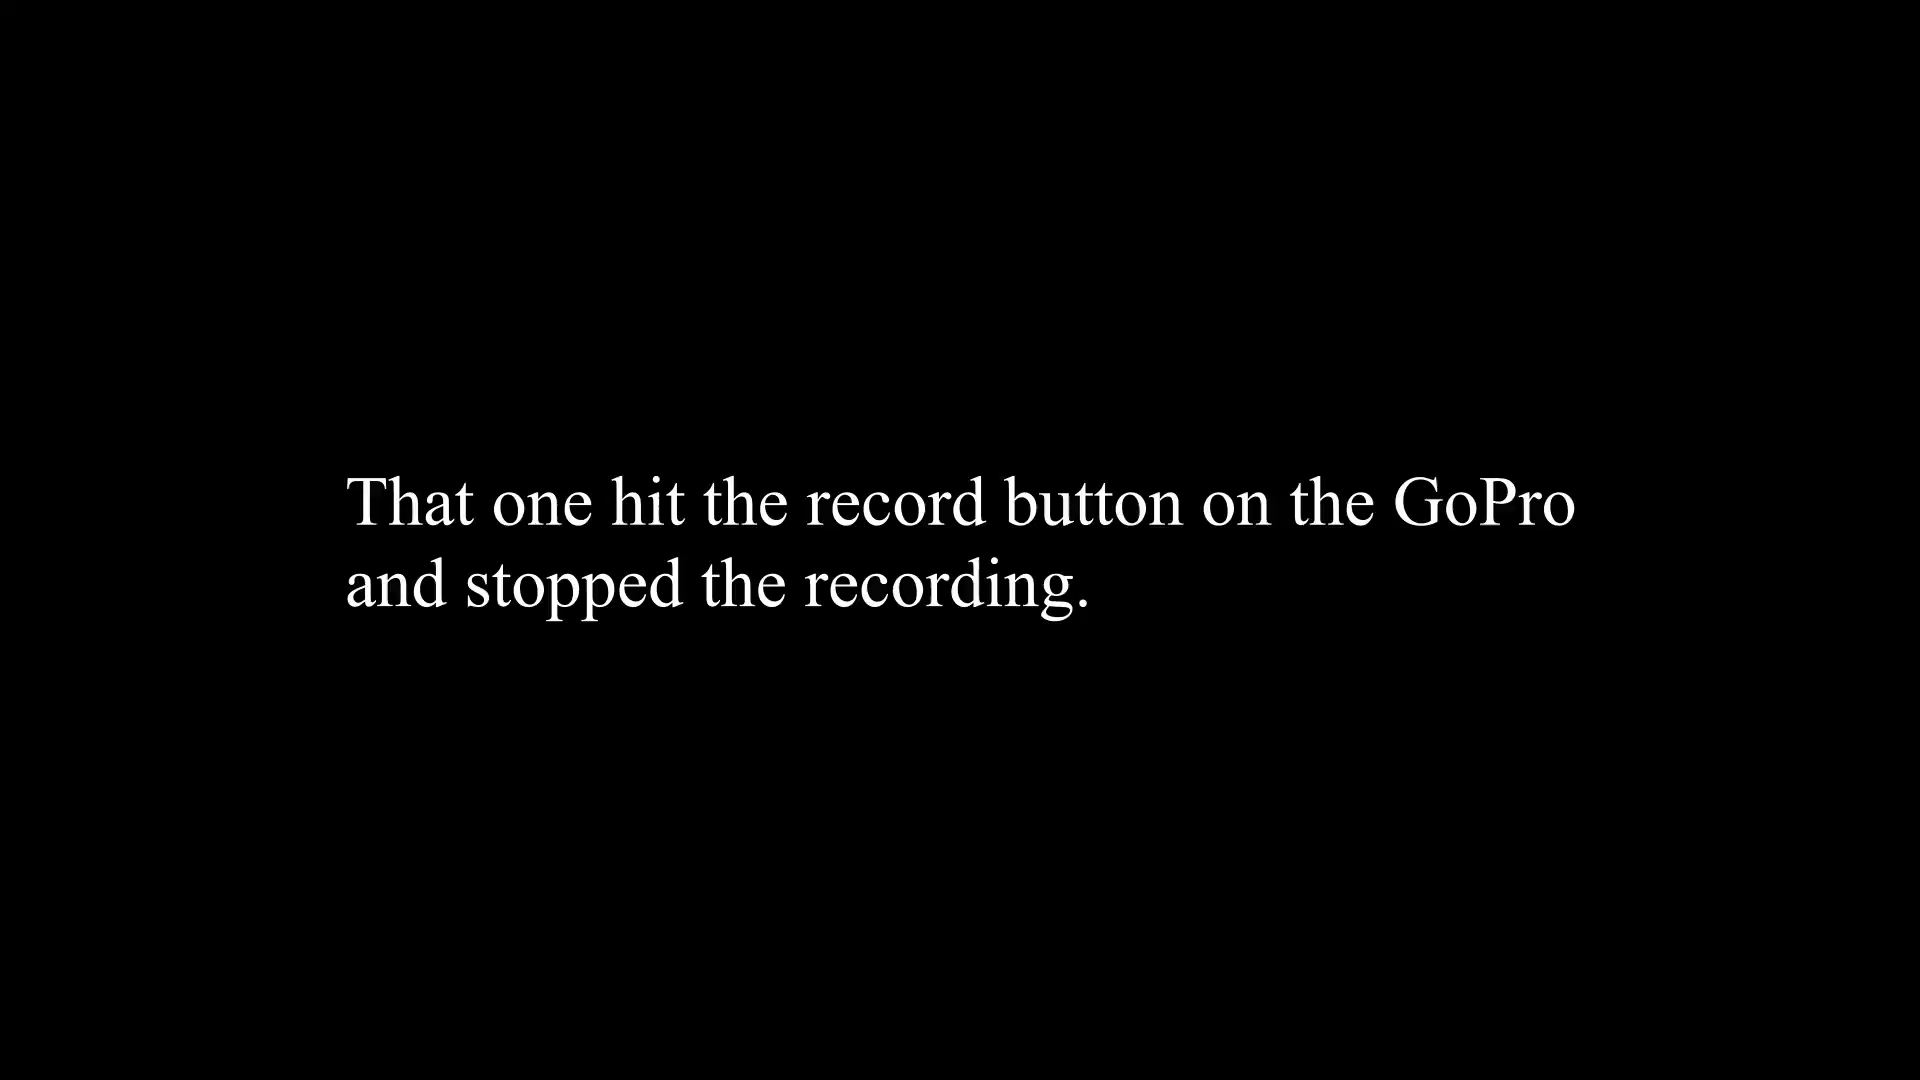 That one hit the record button on the GoPro
and stopped the recording.